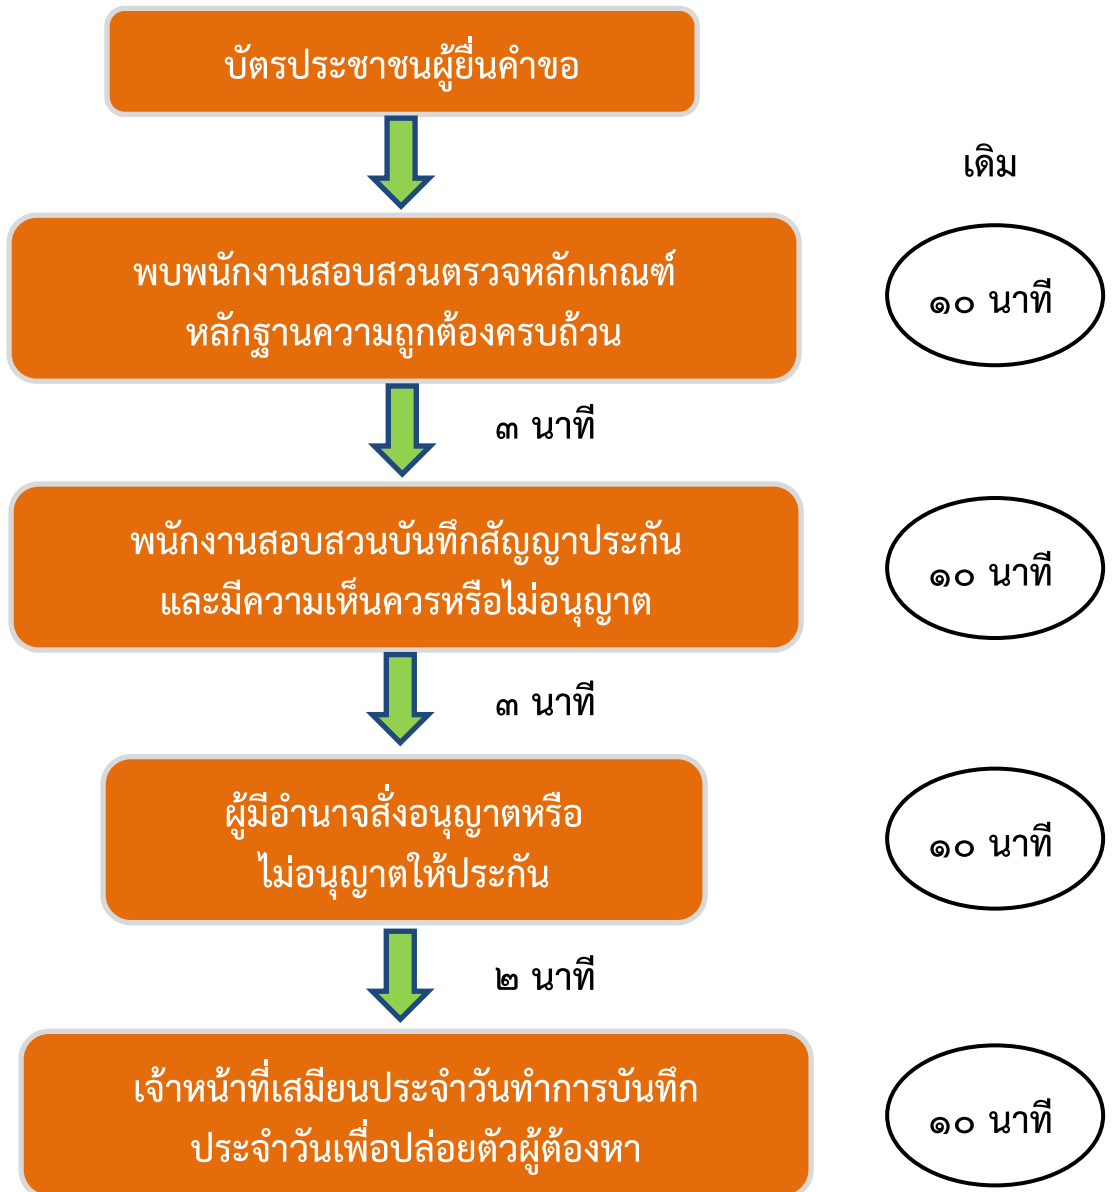 บัตรประชาชนผู้ยื่นคำขอ
เดิม
พบพนักงานสอบสวนตรวจหลักเกณฑ์
หลักฐานความถูกต้องครบถ้วน
๑๐ นาที
๓ นาที
พนักงานสอบสวนบันทึกสัญญาประกัน
และมีความเห็นควรหรือไม่อนุญาต
๑๐ นาที
๓ นาที
ผู้มีอำนาจสั่งอนุญาตหรือ
ไม่อนุญาตให้ประกัน
๑๐ นาที
๒ นาที
เจ้าหน้าที่เสมียนประจำวันทำการบันทึก
ประจำวันเพื่อปล่อยตัวผู้ต้องหา
๑๐ นาที